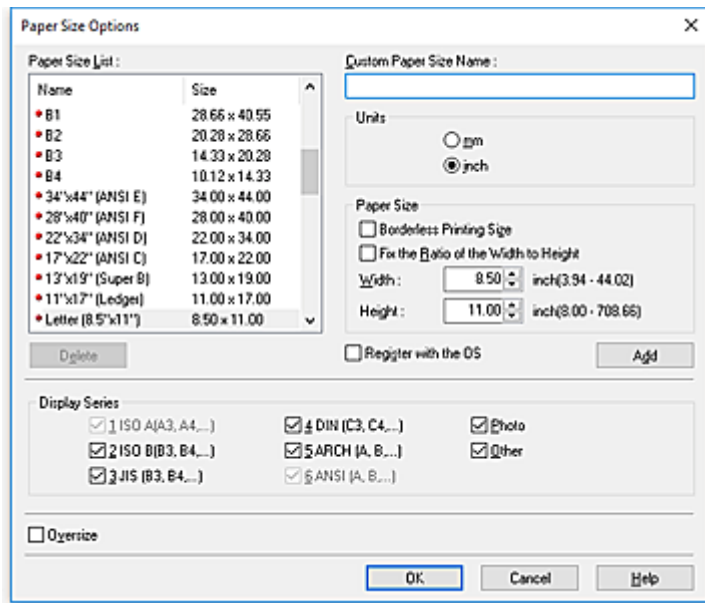 Paper Size Options
Paper Size List :
Name Size
B1 28.66 x 40.55
B2 20.28 x 28.66
B3 14.33 x 20.28
B4 10.12 x 14.33
34"x44" (ANSI E) 34.00 x 44.00
28"x40" (ANSI F) 28.00 x 40.00
22"x34" (ANSI D) 22.00 x 34.00
17"x22" (ANSI C) 17.00 x 22.00
13"x19" (Super B) 13.00 x 19.00
11"x17" (Ledger) 11.00 x 17.00
Letter (8.5"x11") 8.50 x 11.00
Delete
Custom Paper Size Name :
Units
mm
inch
Paper Size
Borderless Printing Size
Fix the Ratio of the Width to Height
Width : 8.50 inch(3.94 - 44.02)
Height : 11.00 inch(8.00 - 708.66)
Register with the OS
Add
Display Series
1 ISO A(A3, A4,...) 4 DIN (C3, C4,...) Photo
2 ISO B(B3, B4,...) 5 ARCH (A, B,...) Other
3 JIS (B3, B4,...) 6 ANSI (A, B,...)
Oversize
OK Cancel Help